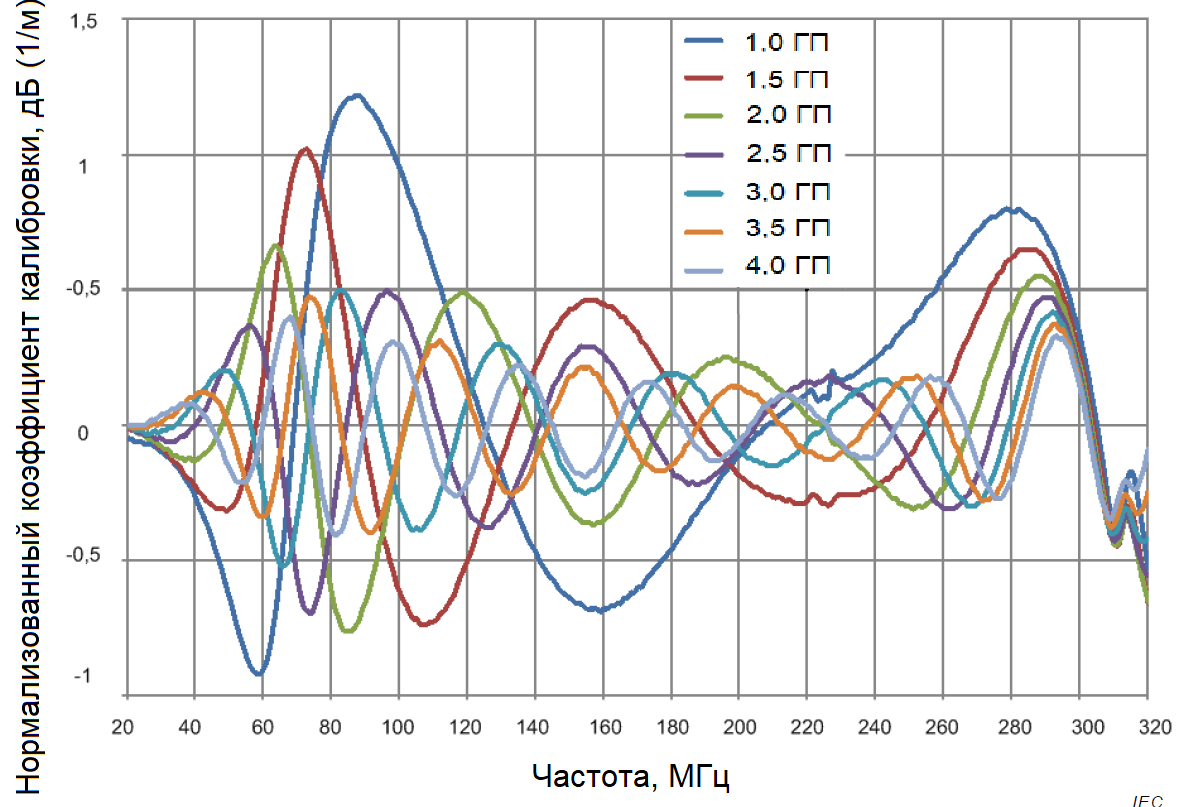 Нормализованный коэффициент калибровки, дБ (1/м)
1,5
1
-0,5
0
-0,5
-1
1,0 ГП
1,5 ГП
2,0 ГП
2,5 ГП
3,0 ГП
3,5 ГП
4,0 ГП
20 40 60 80 100 120 140 160 180 200 220 240 260 280 300 320
Частота, МГц
IEC